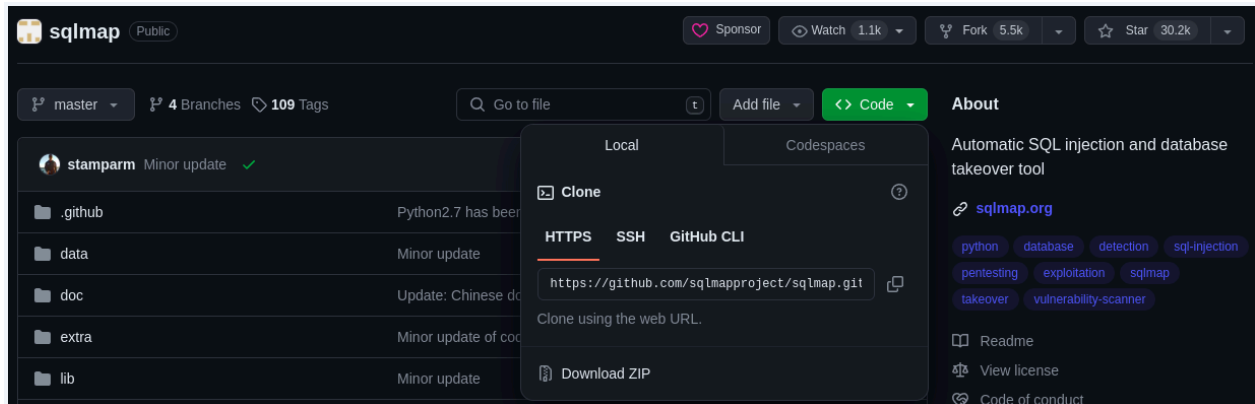 sqlmap Public Sponsor Watch 1.1k Fork 5.5k Star 30.2k
master 4 Branches 109 Tags Go to file t Add file Code
stamparm Minor update
.github Python2.7 has been
data Minor update
doc Update: Chinese do
extra Minor update of cod
lib Minor update
Local Codespaces
Clone
HTTPS SSH GitHub CLI
https://github.com/sqlmapproject/sqlmap.git
Clone using the web URL.
Download ZIP
About
Automatic SQL injection and database
takeover tool
sqlmap.org
python database detection sql-injection
pentesting exploitation sqlmap
takeover vulnerability-scanner
Readme
View license
Code of conduct